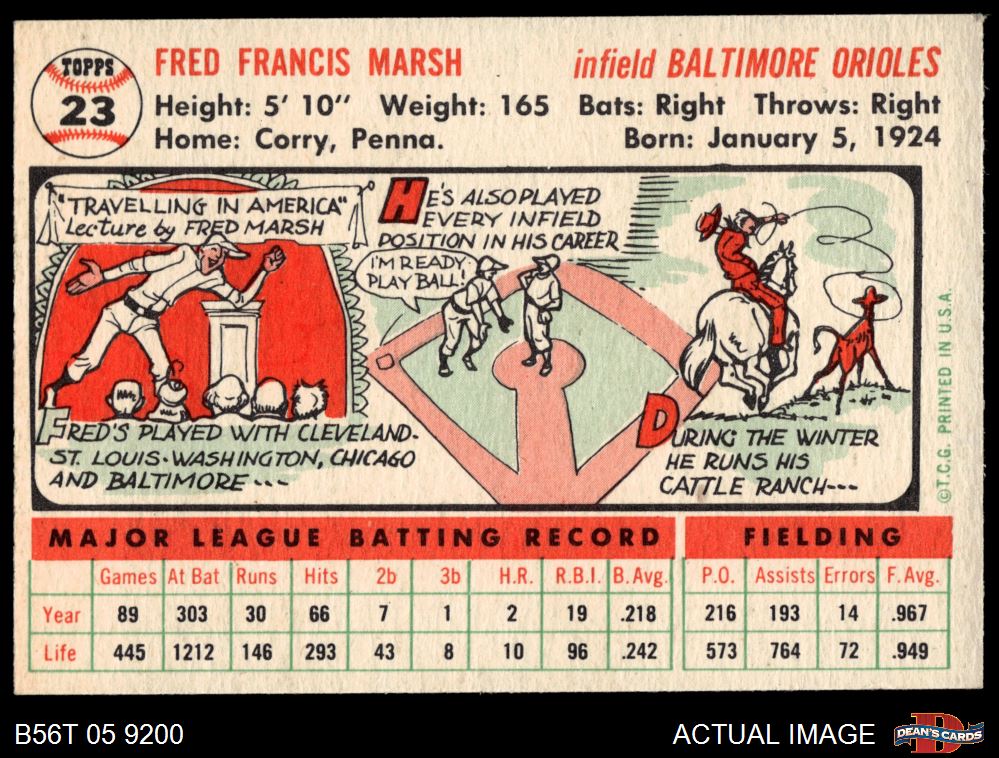 TOPPS
23
FRED FRANCIS MARSH
infield BALTIMORE ORIOLES
Height: 5' 10" Weight: 165 Bats: Right Throws: Right
Home: Corry, Penna. Born: January 5, 1924
"TRAVELLING IN AMERICA"
Lecture by FRED MARSH
FRED'S PLAYED WITH CLEVELAND-
ST. LOUIS-WASHINGTON, CHICAGO
AND BALTIMORE ---
HE'S ALSO PLAYED
EVERY INFIELD
POSITION IN HIS CAREER
I'M READY.
PLAY BALL!
DURING THE WINTER
HE RUNS HIS
CATTLE RANCH---
©T.C.G. PRINTED IN U.S.A.
MAJOR LEAGUE BATTING RECORD FIELDING
Games At Bat Runs Hits 2b 3b H.R. R.B.I. B.Avg. P.O. Assists Errors F.Avg.
Year 89 303 30 66 7 1 2 19 .218 216 193 14 .967
Life 445 1212 146 293 43 8 10 96 .242 573 764 72 .949
B56T 05 9200 ACTUAL IMAGE
D
DEAN'S CARDS